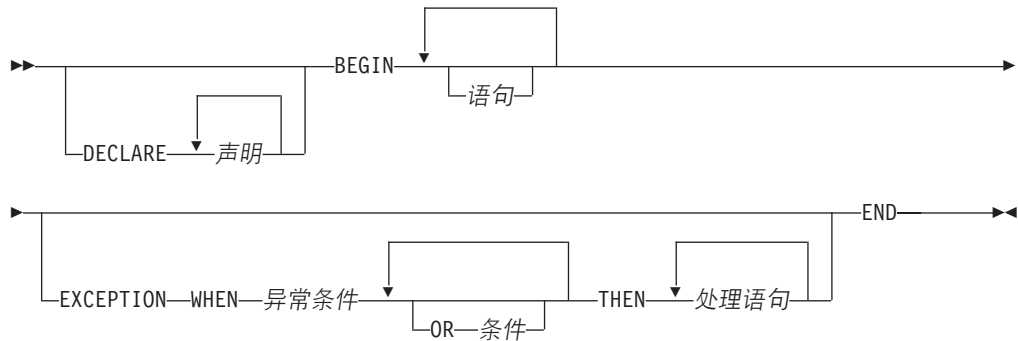 BEGIN
语句
DECLARE 声明
END
EXCEPTION WHEN 异常条件 THEN 处理语句
OR 条件